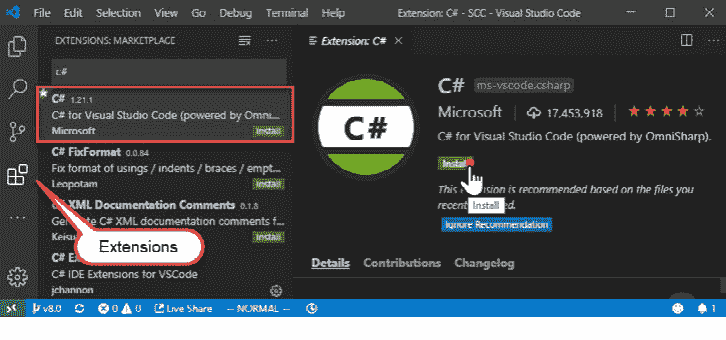 File Edit Selection View Go Debug Terminal Help Extension: C# - SCC - Visual Studio Code
EXTENSIONS: MARKETPLACE
c#
C# 1.21.1
C# for Visual Studio Code (powered by Omni...
Microsoft Install
C# FixFormat 0.0.84
Fix format of usings / indents / braces / empt...
Leopotam Install
C# XML Documentation Comments 0.1.8
C# XML documentation comments f...
Install
C# IDE Extensions for VSCode
jchannon
Extensions
Extension: C#
C#
C# ms-vscode.csharp
Microsoft 17,453,918
C# for Visual Studio Code (powered by OmniSharp).
Install
This extension is recommended based on the files you
Install
Ignore Recommendation
Details Contributions Changelog
v8.0 0 0 Live Share -- NORMAL -- 1